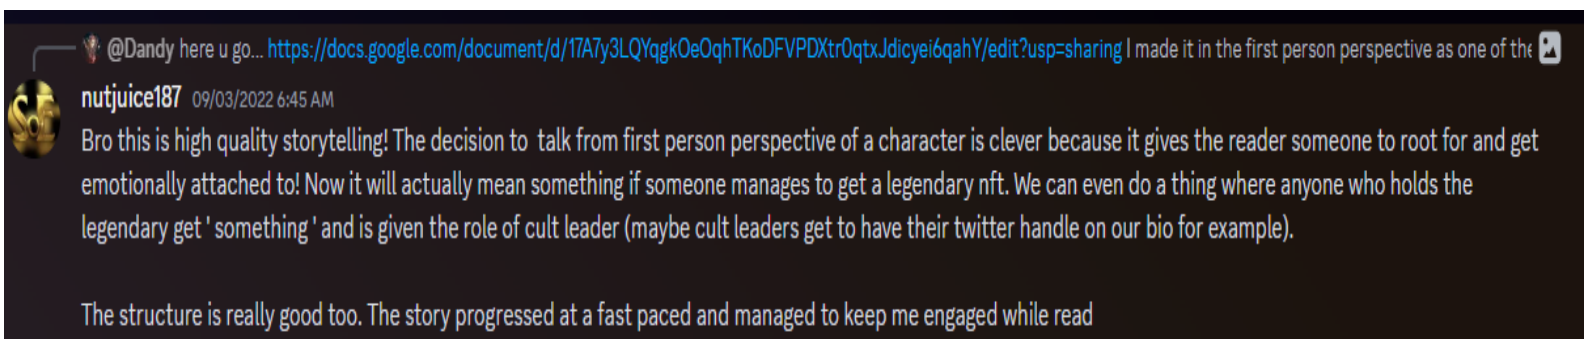 @Dandy here u go... https://docs.google.com/document/d/17A7y3LQYqgkOeOqhTKoDFVPDXtr0qtxJdicyei6qahY/edit?usp=sharing I made it in the first person perspective as one of the
nutjuice187 09/03/2022 6:45 AM
Bro this is high quality storytelling! The decision to talk from first person perspective of a character is clever because it gives the reader someone to root for and get
emotionally attached to! Now it will actually mean something if someone manages to get a legendary nft. We can even do a thing where anyone who holds the
legendary get ' something ' and is given the role of cult leader (maybe cult leaders get to have their twitter handle on our bio for example).
The structure is really good too. The story progressed at a fast paced and managed to keep me engaged while read